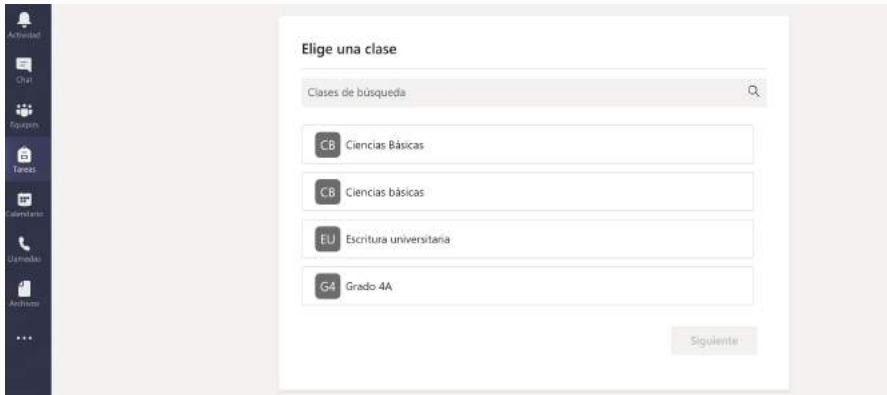 Actividad
Chat
Equipos
Tareas
Calendario
Llamadas
Archivos
Elige una clase
Clases de búsqueda
CB Ciencias Básicas
CB Ciencias básicas
EU Escritura universitaria
G4 Grado 4A
Siguiente